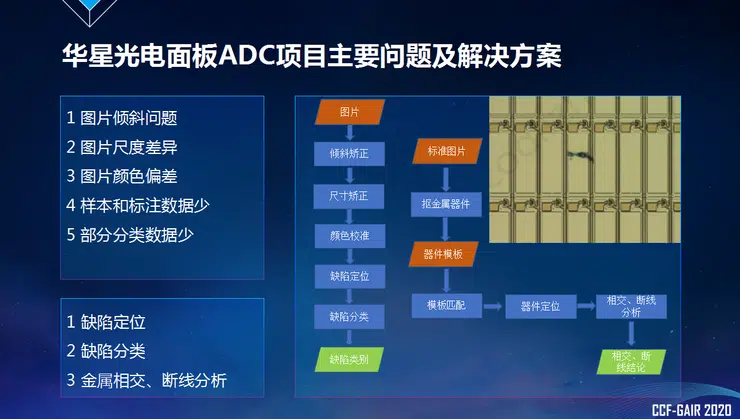 华星光电面板ADC项目主要问题及解决方案
1 图片倾斜问题
2 图片尺度差异
3 图片颜色偏差
4 样本和标注数据少
5 部分分类数据少
1 缺陷定位
2 缺陷分类
3 金属相交、断线分析
图片
倾斜矫正
尺寸矫正
颜色校准
缺陷定位
缺陷分类
缺陷类别
标准图片
抠金属器件
器件模板
模板匹配
器件定位
相交、断线
分析
相交、断
线结论
CCF-GAIR 2020